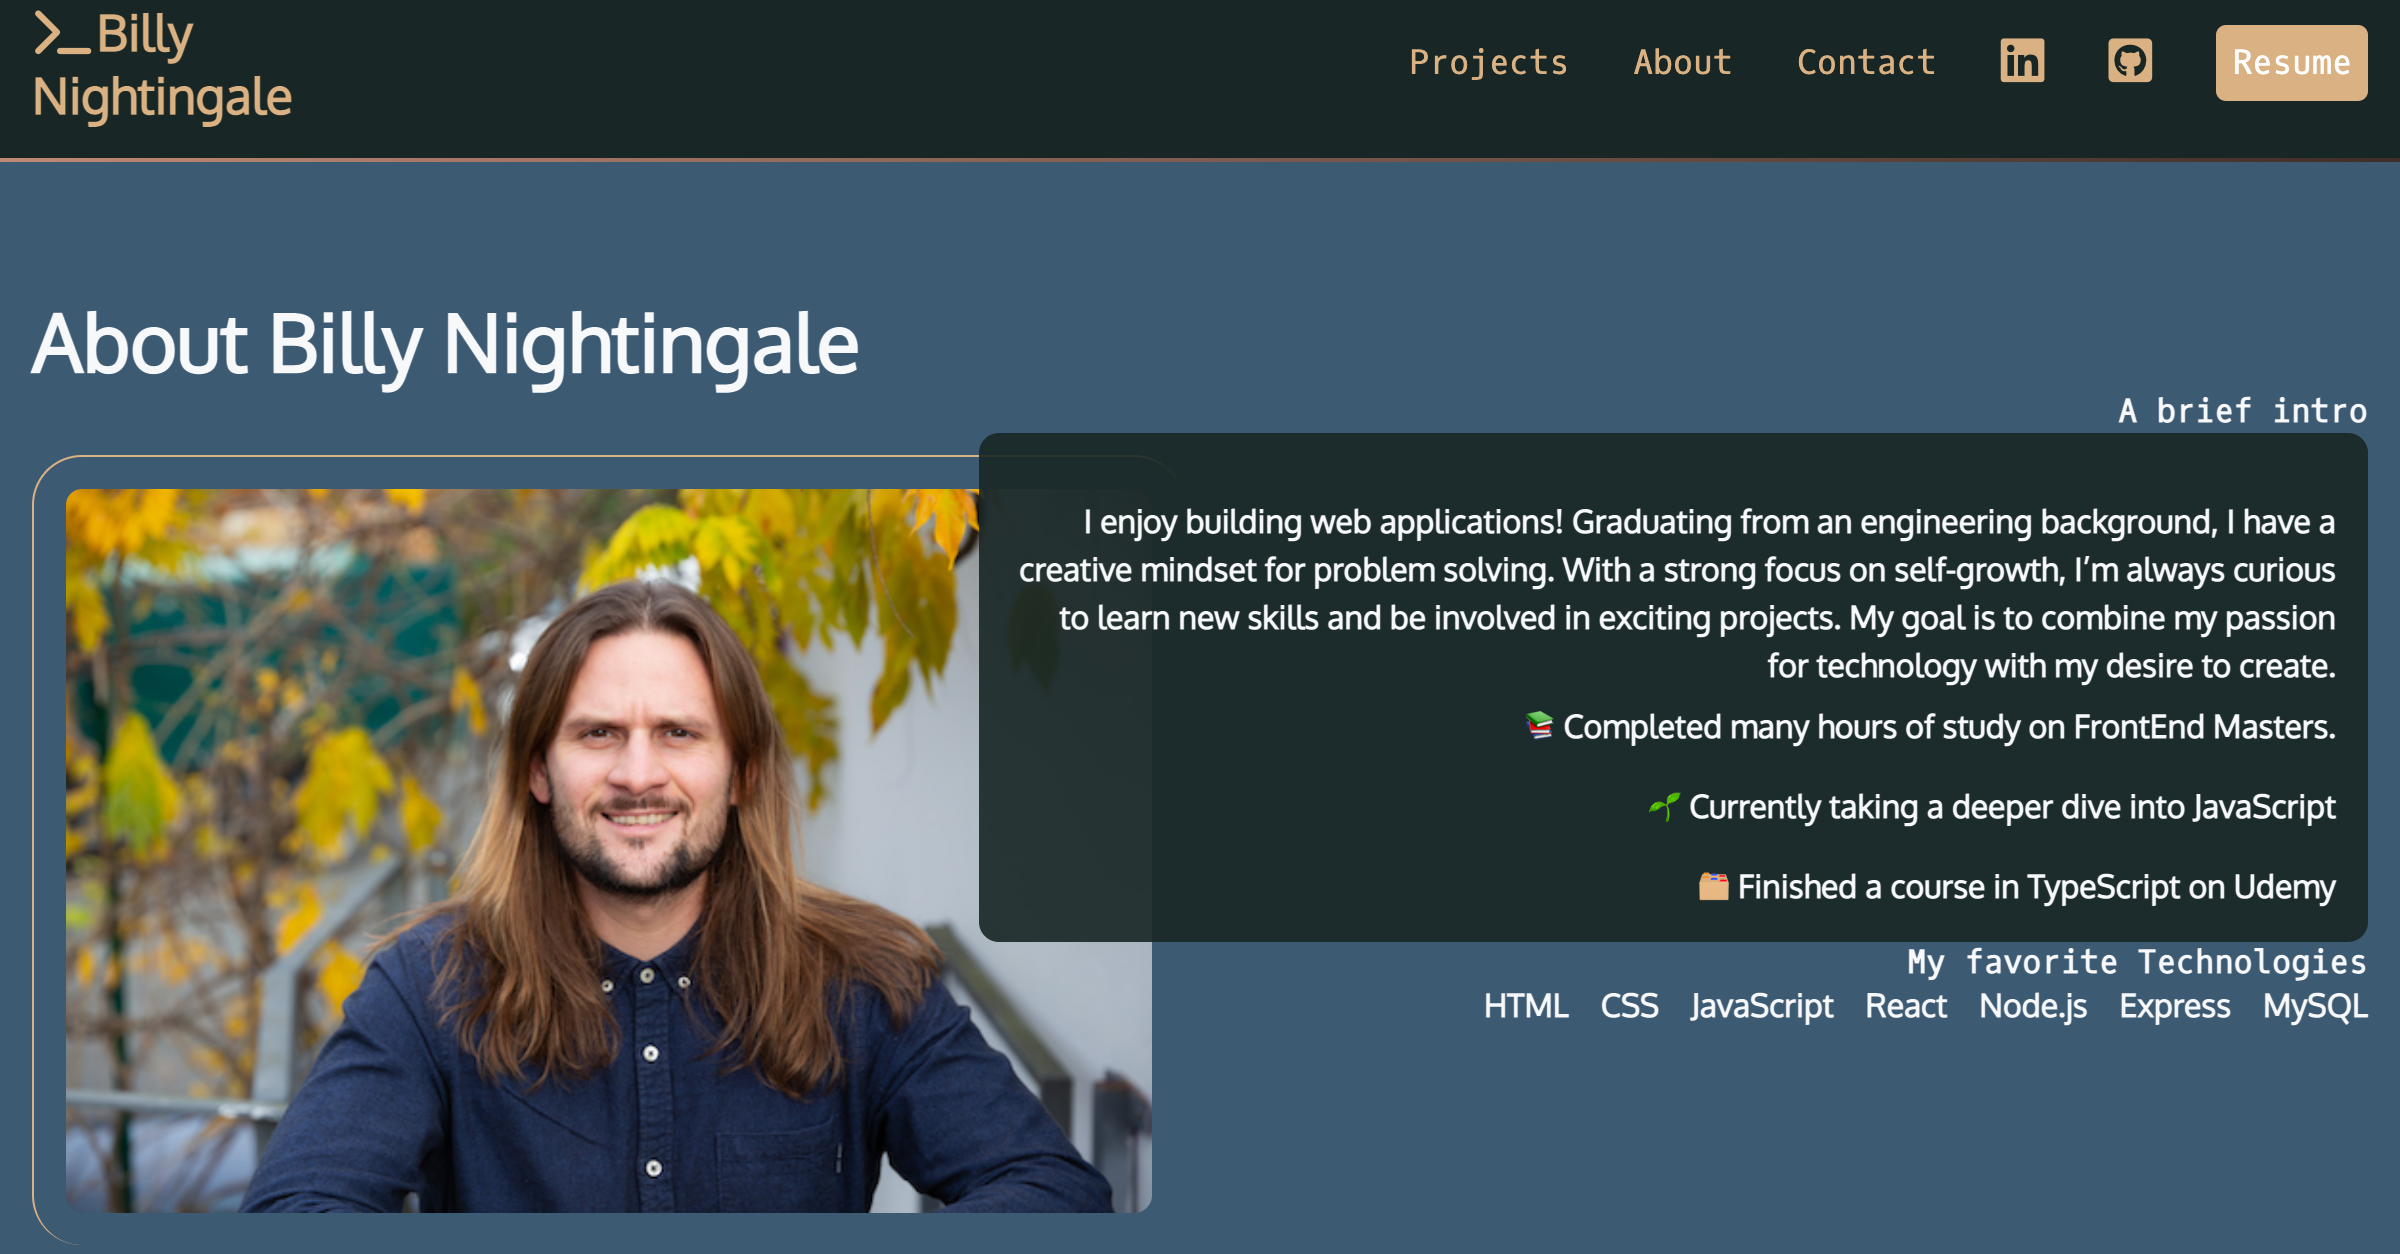 Billy
Nightingale
Projects About Contact Resume
About Billy Nightingale
A brief intro
I enjoy building web applications! Graduating from an engineering background, I have a
creative mindset for problem solving. With a strong focus on self-growth, I’m always curious
to learn new skills and be involved in exciting projects. My goal is to combine my passion
for technology with my desire to create.
📚 Completed many hours of study on FrontEnd Masters.
🌱 Currently taking a deeper dive into JavaScript
🗂️ Finished a course in TypeScript on Udemy
My favorite Technologies
HTML CSS JavaScript React Node.js Express MySQL